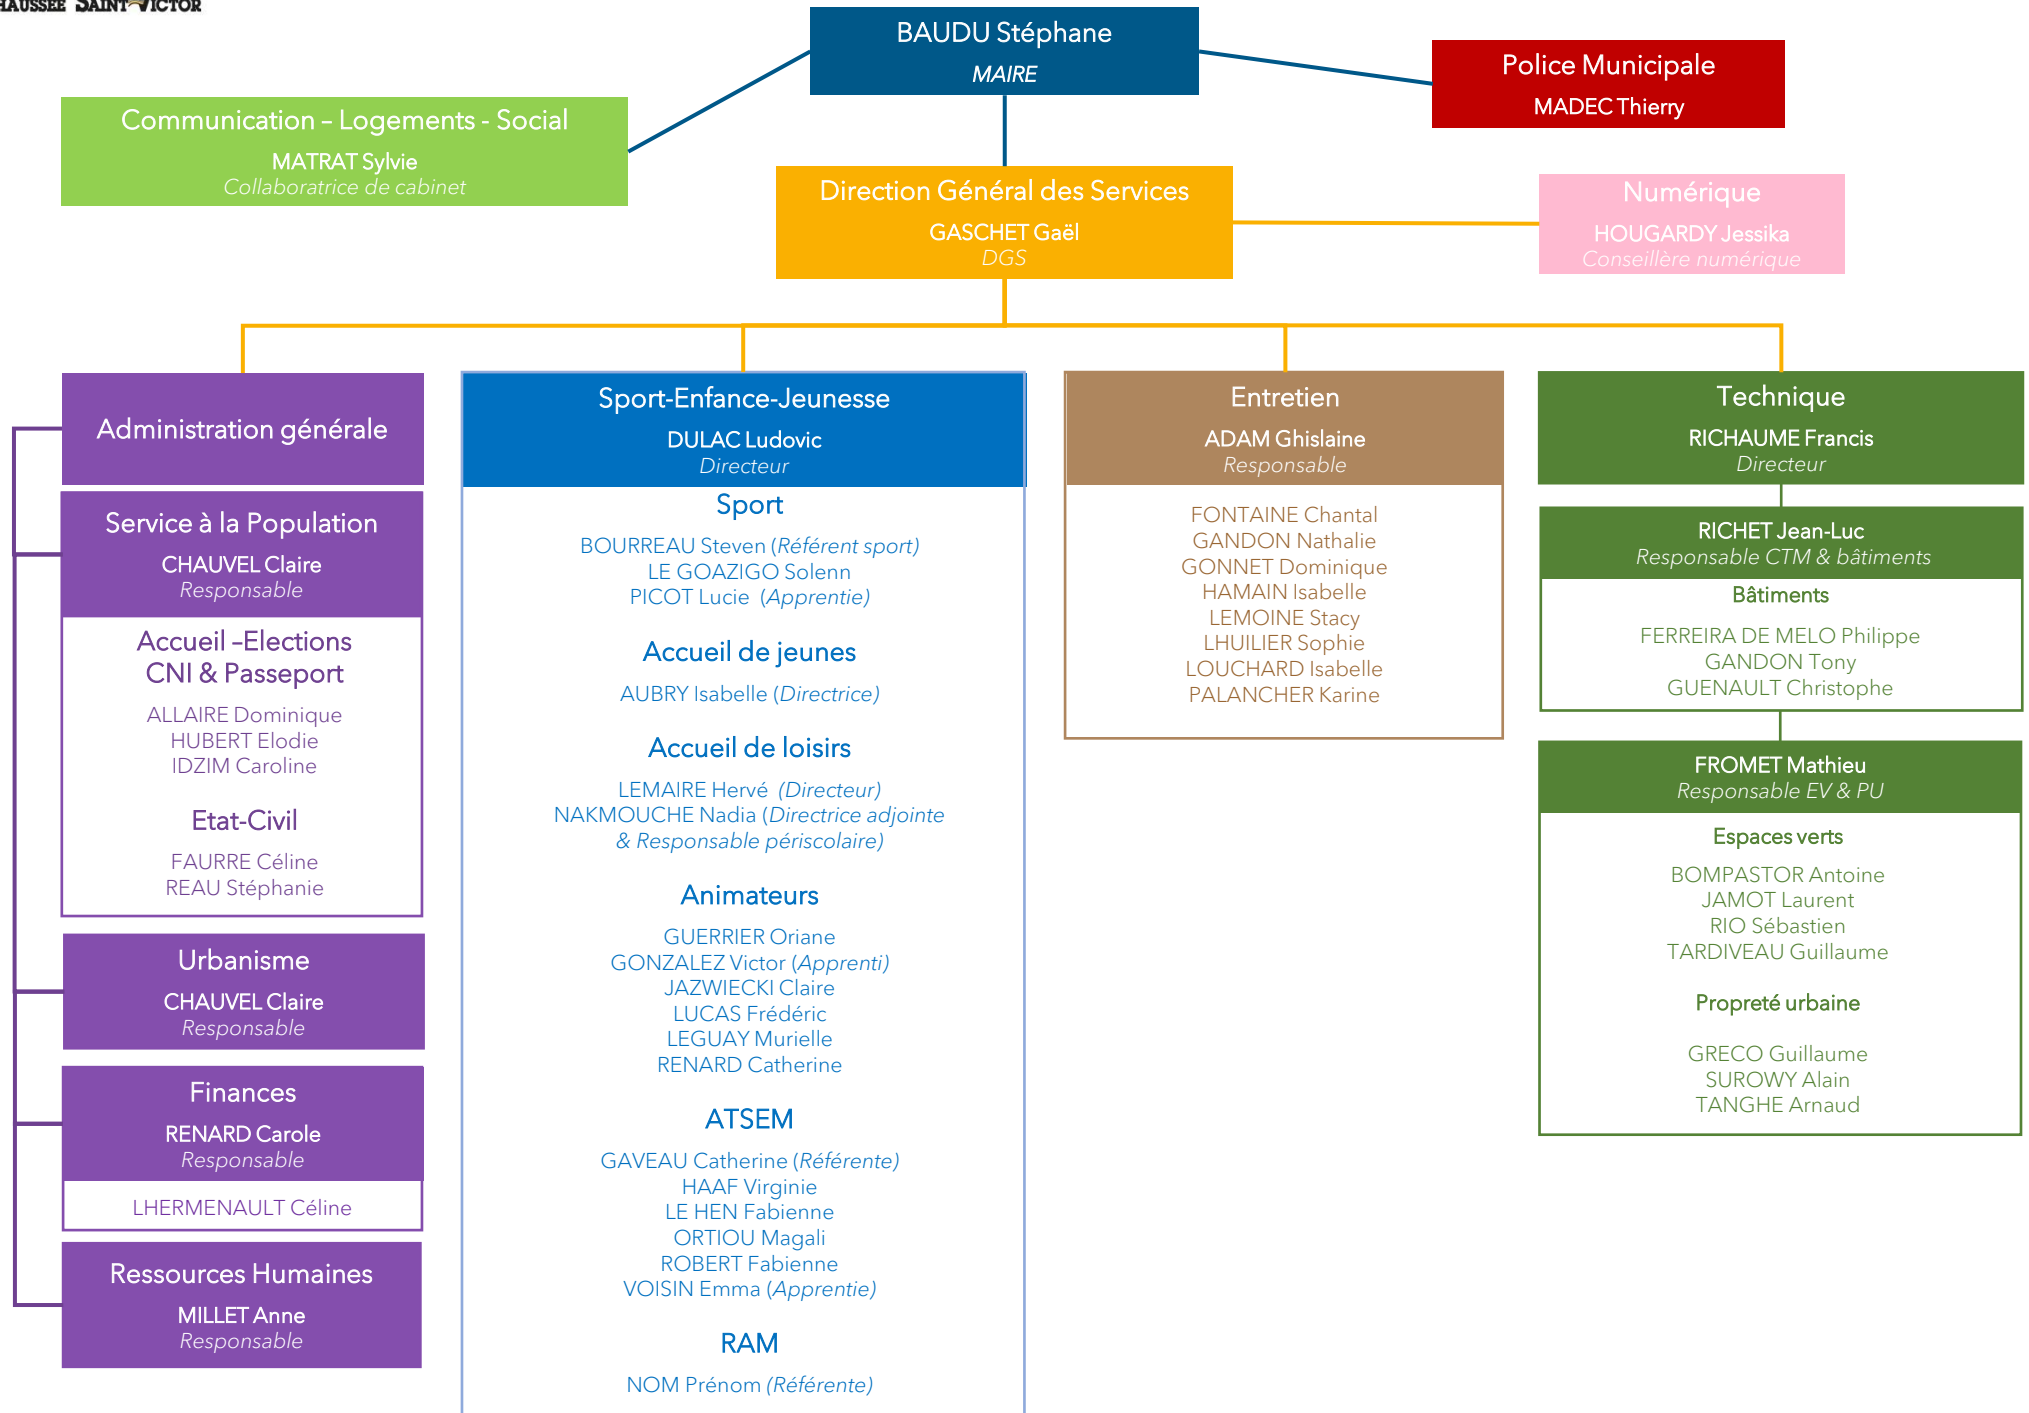 SAINT-VICTOR
BAUDU Stéphane
MAIRE
Police Municipale
MADEC Thierry
Communication – Logements - Social
MATRAT Sylvie
Collaboratrice de cabinet
Direction Général des Services
GASCHET Gaël
DGS
Numérique
HOUGARDY Jessika
Conseillère numérique
Administration générale
Service à la Population
CHAUVEL Claire
Responsable
Accueil –Elections
CNI & Passeport
ALLAIRE Dominique
HUBERT Elodie
IDZIM Caroline
Etat-Civil
FAURRE Céline
REAU Stéphanie
Urbanisme
CHAUVEL Claire
Responsable
Finances
RENARD Carole
Responsable
LHERMENAULT Céline
Ressources Humaines
MILLET Anne
Responsable
Sport-Enfance-Jeunesse
DULAC Ludovic
Directeur
Sport
BOURREAU Steven (Référent sport)
LE GOAZIGO Solenn
PICOT Lucie (Apprentie)
Accueil de jeunes
AUBRY Isabelle (Directrice)
Accueil de loisirs
LEMAIRE Hervé (Directeur)
NAKMOUCHE Nadia (Directrice adjointe
& Responsable périscolaire)
Animateurs
GUERRIER Oriane
GONZALEZ Victor (Apprenti)
JAZWIECKI Claire
LUCAS Frédéric
LEGUAY Murielle
RENARD Catherine
ATSEM
GAVEAU Catherine (Référente)
HAAF Virginie
LE HEN Fabienne
ORTIOU Magali
ROBERT Fabienne
VOISIN Emma (Apprentie)
RAM
NOM Prénom (Référente)
Entretien
ADAM Ghislaine
Responsable
FONTAINE Chantal
GANDON Nathalie
GONNET Dominique
HAMAIN Isabelle
LEMOINE Stacy
LHUILIER Sophie
LOUCHARD Isabelle
PALANCHER Karine
Technique
RICHAUME Francis
Directeur
RICHET Jean-Luc
Responsable CTM & bâtiments
Bâtiments
FERREIRA DE MELO Philippe
GANDON Tony
GUENAULT Christophe
FROMET Mathieu
Responsable EV & PU
Espaces verts
BOMPASTOR Antoine
JAMOT Laurent
RIO Sébastien
TARDIVEAU Guillaume
Propreté urbaine
GRECO Guillaume
SUROWY Alain
TANGHE Arnaud